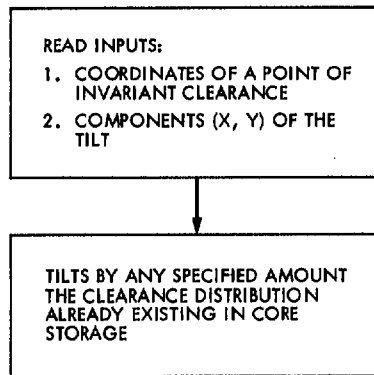 READ INPUTS:
1. COORDINATES OF A POINT OF
INVARIANT CLEARANCE
2. COMPONENTS (X, Y) OF THE
TILT
TILTS BY ANY SPECIFIED AMOUNT
THE CLEARANCE DISTRIBUTION
ALREADY EXISTING IN CORE
STORAGE